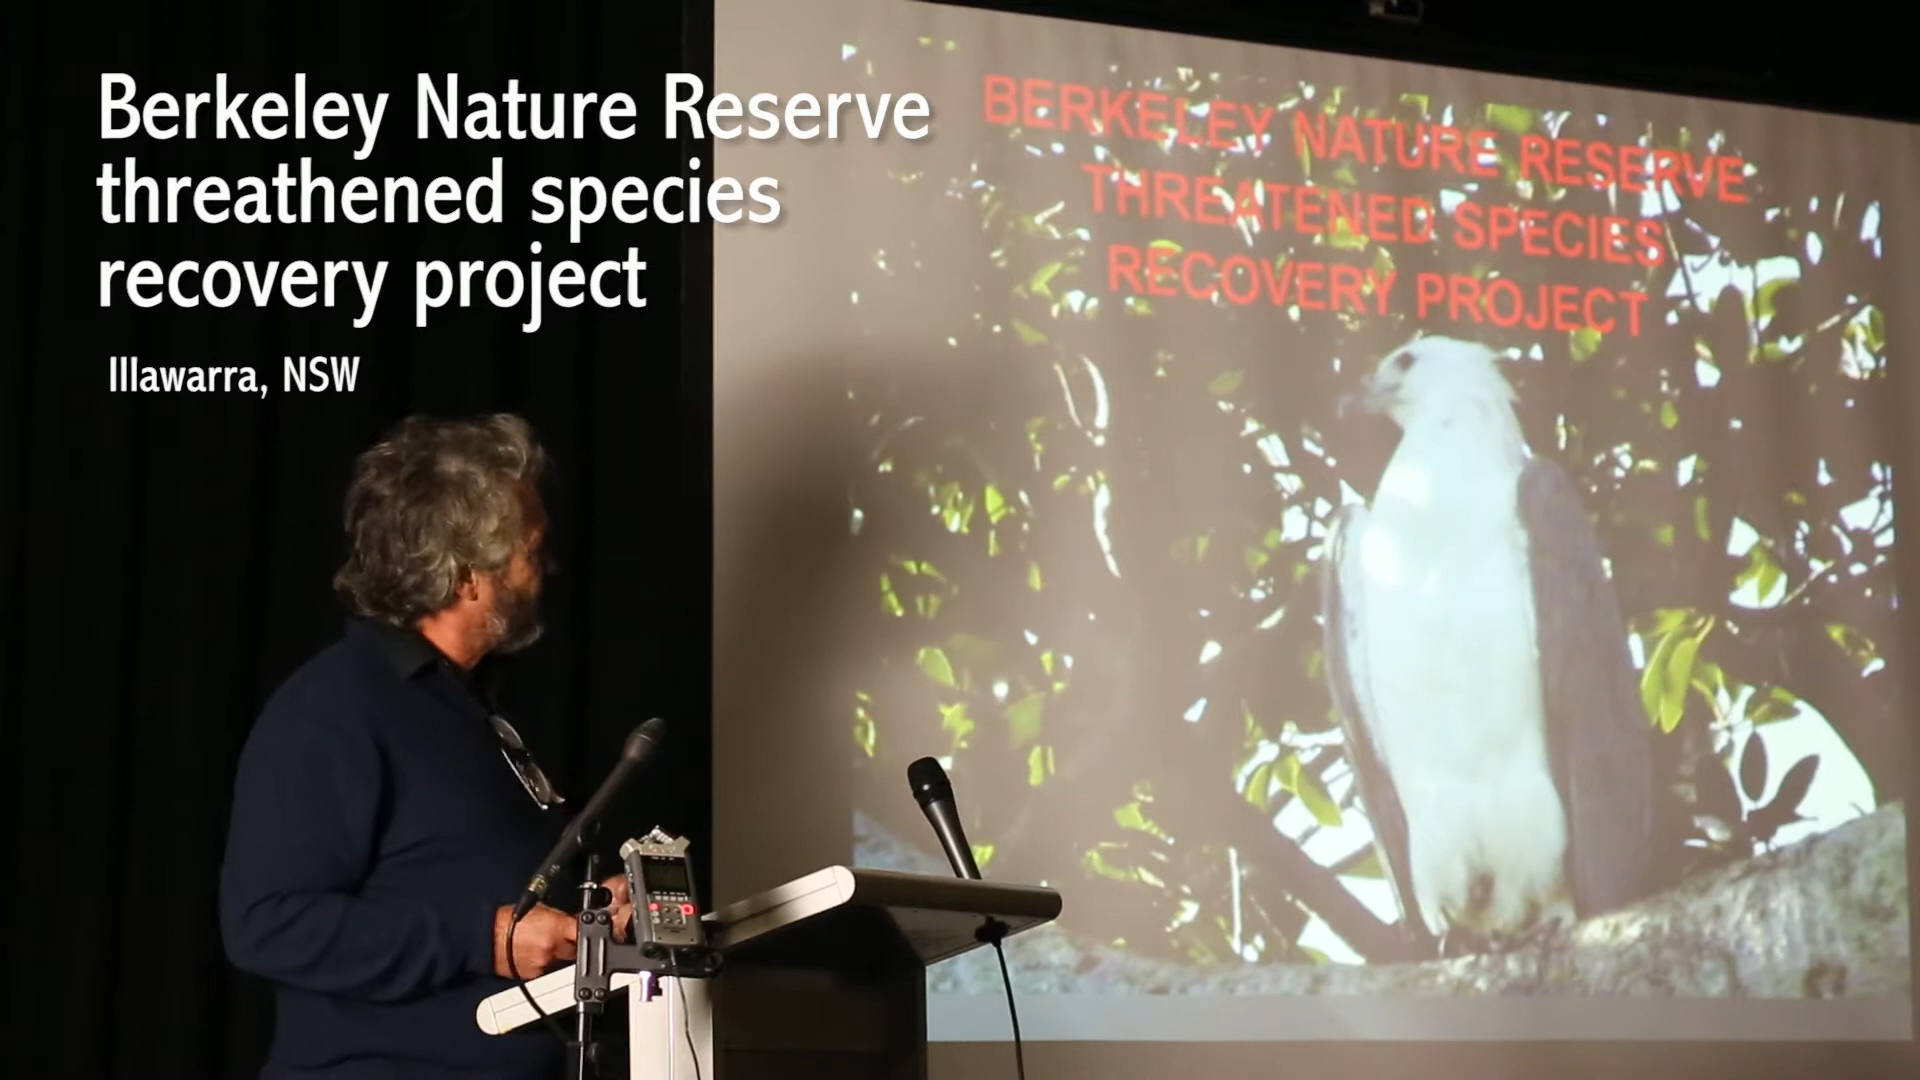 Berkeley Nature Reserve
threathened species
recovery project
Illawarra, NSW
BERKELEY NATURE RESERVE
THREATENED SPECIES
RECOVERY PROJECT